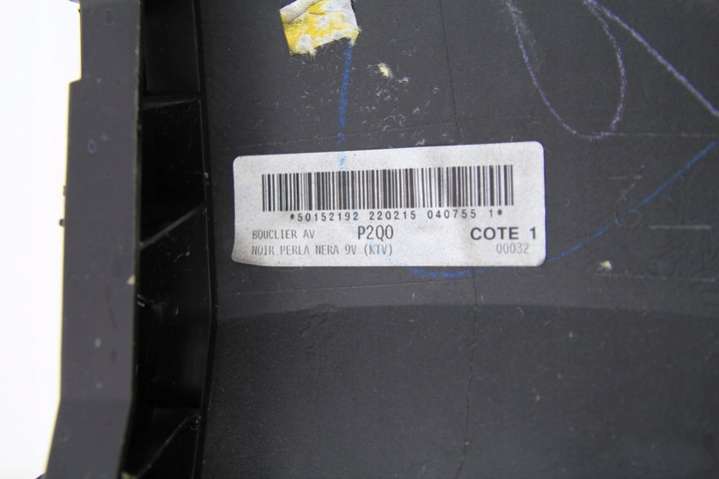 *50152192 220215 040755 1*
BOUCLIER AV P2Q0 COTE 1
NOIR PERLA NERA 9V (KTV) 00032